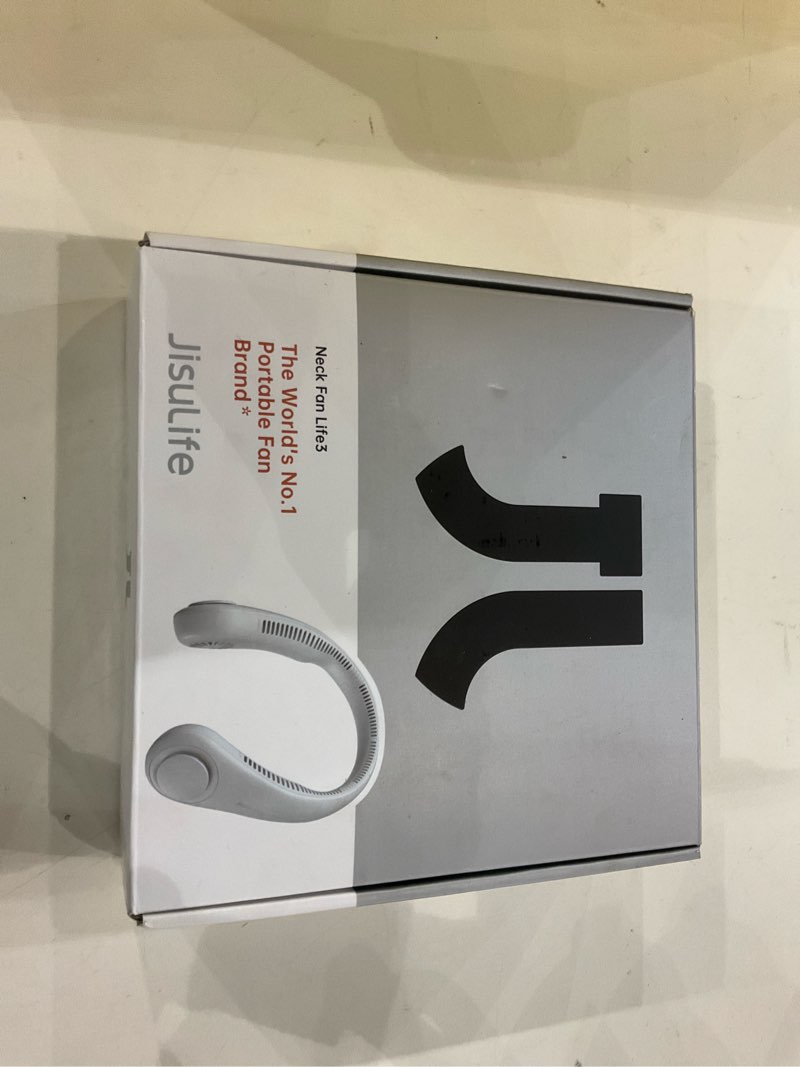 Neck Fan Life3
The World's No.1
Portable Fan
Brand*
JisuLife